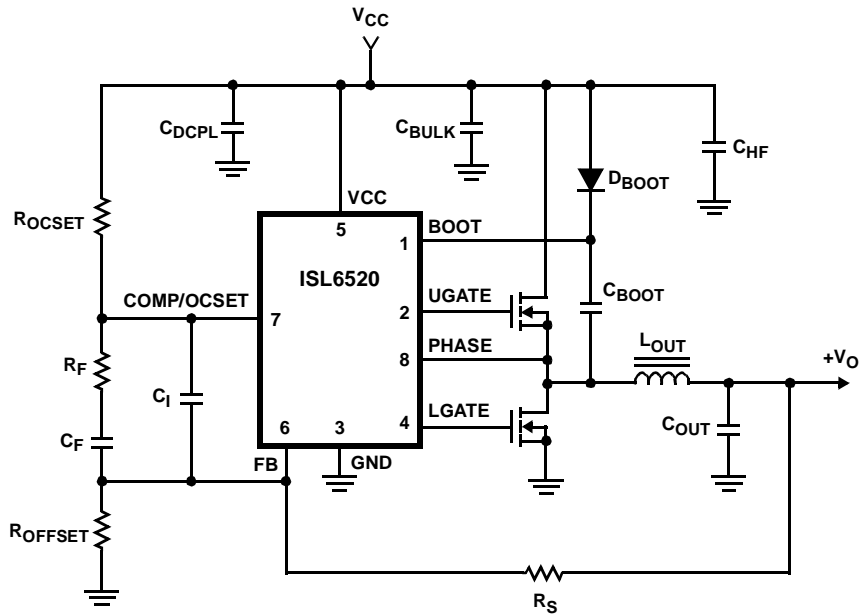 VCC
CDCPL
CBULK
CHF
DBOOT
ROCSET
VCC
5
BOOT
1
ISL6520
CBOOT
COMP/OCSET
7
UGATE
2
PHASE
8
LOUT
+VO
RF
CI
LGATE
4
COUT
CF
6
3
FB
GND
ROFFSET
RS